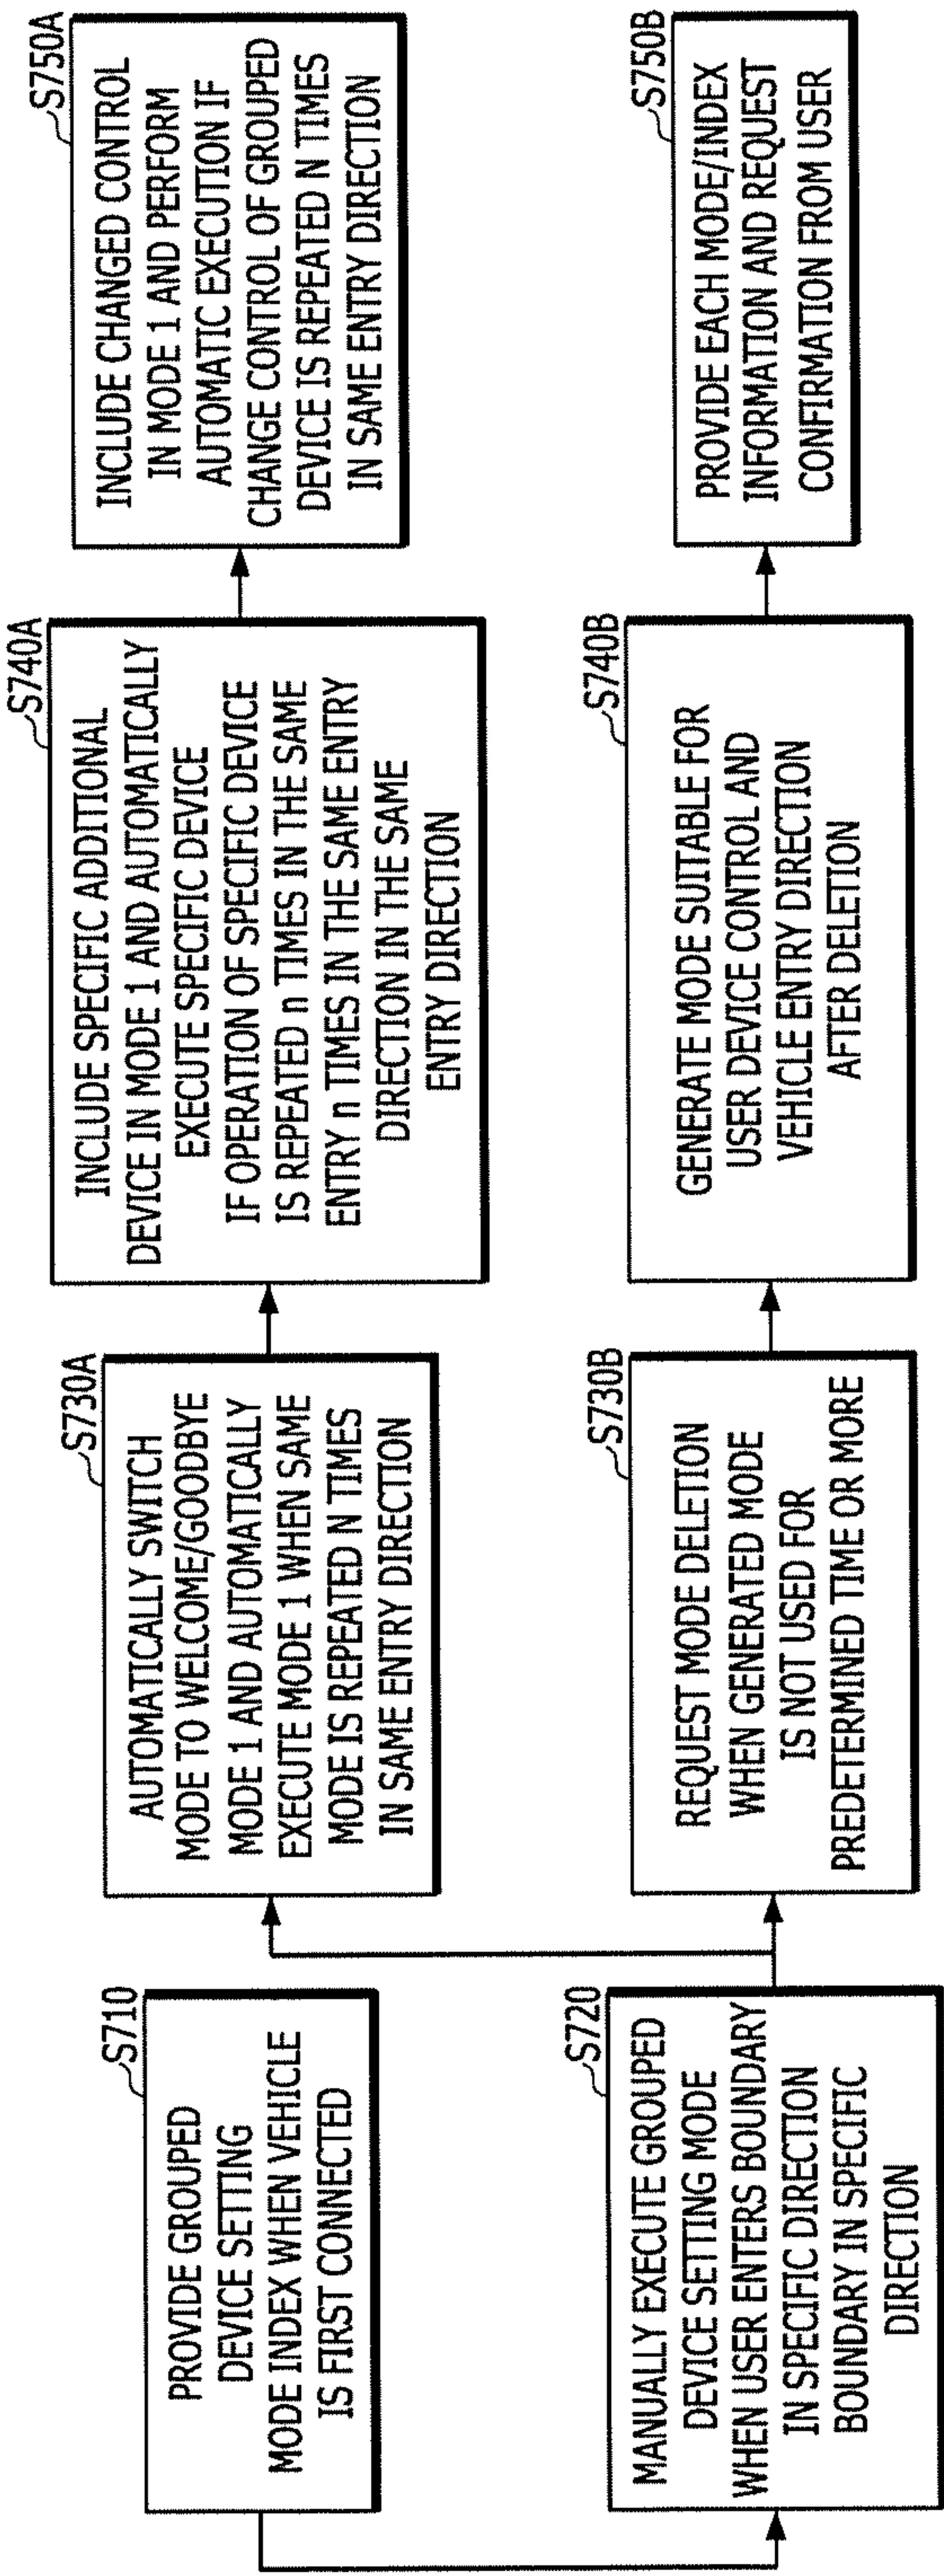 S710
PROVIDE GROUPED
DEVICE SETTING
MODE INDEX WHEN VEHICLE
IS FIRST CONNECTED
S720
MANUALLY EXECUTE GROUPED
DEVICE SETTING MODE
WHEN USER ENTERS BOUNDARY
IN SPECIFIC DIRECTION
BOUNDARY IN SPECIFIC
DIRECTION
S730A
AUTOMATICALLY SWITCH
MODE TO WELCOME/GOODBYE
MODE 1 AND AUTOMATICALLY
EXECUTE MODE 1 WHEN SAME
MODE IS REPEATED N TIMES
IN SAME ENTRY DIRECTION
S740A
INCLUDE SPECIFIC ADDITIONAL
DEVICE IN MODE 1 AND AUTOMATICALLY
EXECUTE SPECIFIC DEVICE
IF OPERATION OF SPECIFIC DEVICE
IS REPEATED n TIMES IN THE SAME
ENTRY n TIMES IN THE SAME ENTRY
DIRECTION IN THE SAME
ENTRY DIRECTION
S750A
INCLUDE CHANGED CONTROL
IN MODE 1 AND PERFORM
AUTOMATIC EXECUTION IF
CHANGE CONTROL OF GROUPED
DEVICE IS REPEATED N TIMES
IN SAME ENTRY DIRECTION
S730B
REQUEST MODE DELETION
WHEN GENERATED MODE
IS NOT USED FOR
PREDETERMINED TIME OR MORE
S740B
GENERATE MODE SUITABLE FOR
USER DEVICE CONTROL AND
VEHICLE ENTRY DIRECTION
AFTER DELETION
S750B
PROVIDE EACH MODE/INDEX
INFORMATION AND REQUEST
CONFIRMATION FROM USER